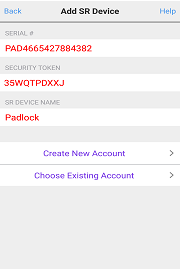 Back Add SR Device Help
SERIAL #
PAD4665427884382
SECURITY TOKEN
35WQTPDXXJ
SR DEVICE NAME
Padlock
Create New Account
Choose Existing Account